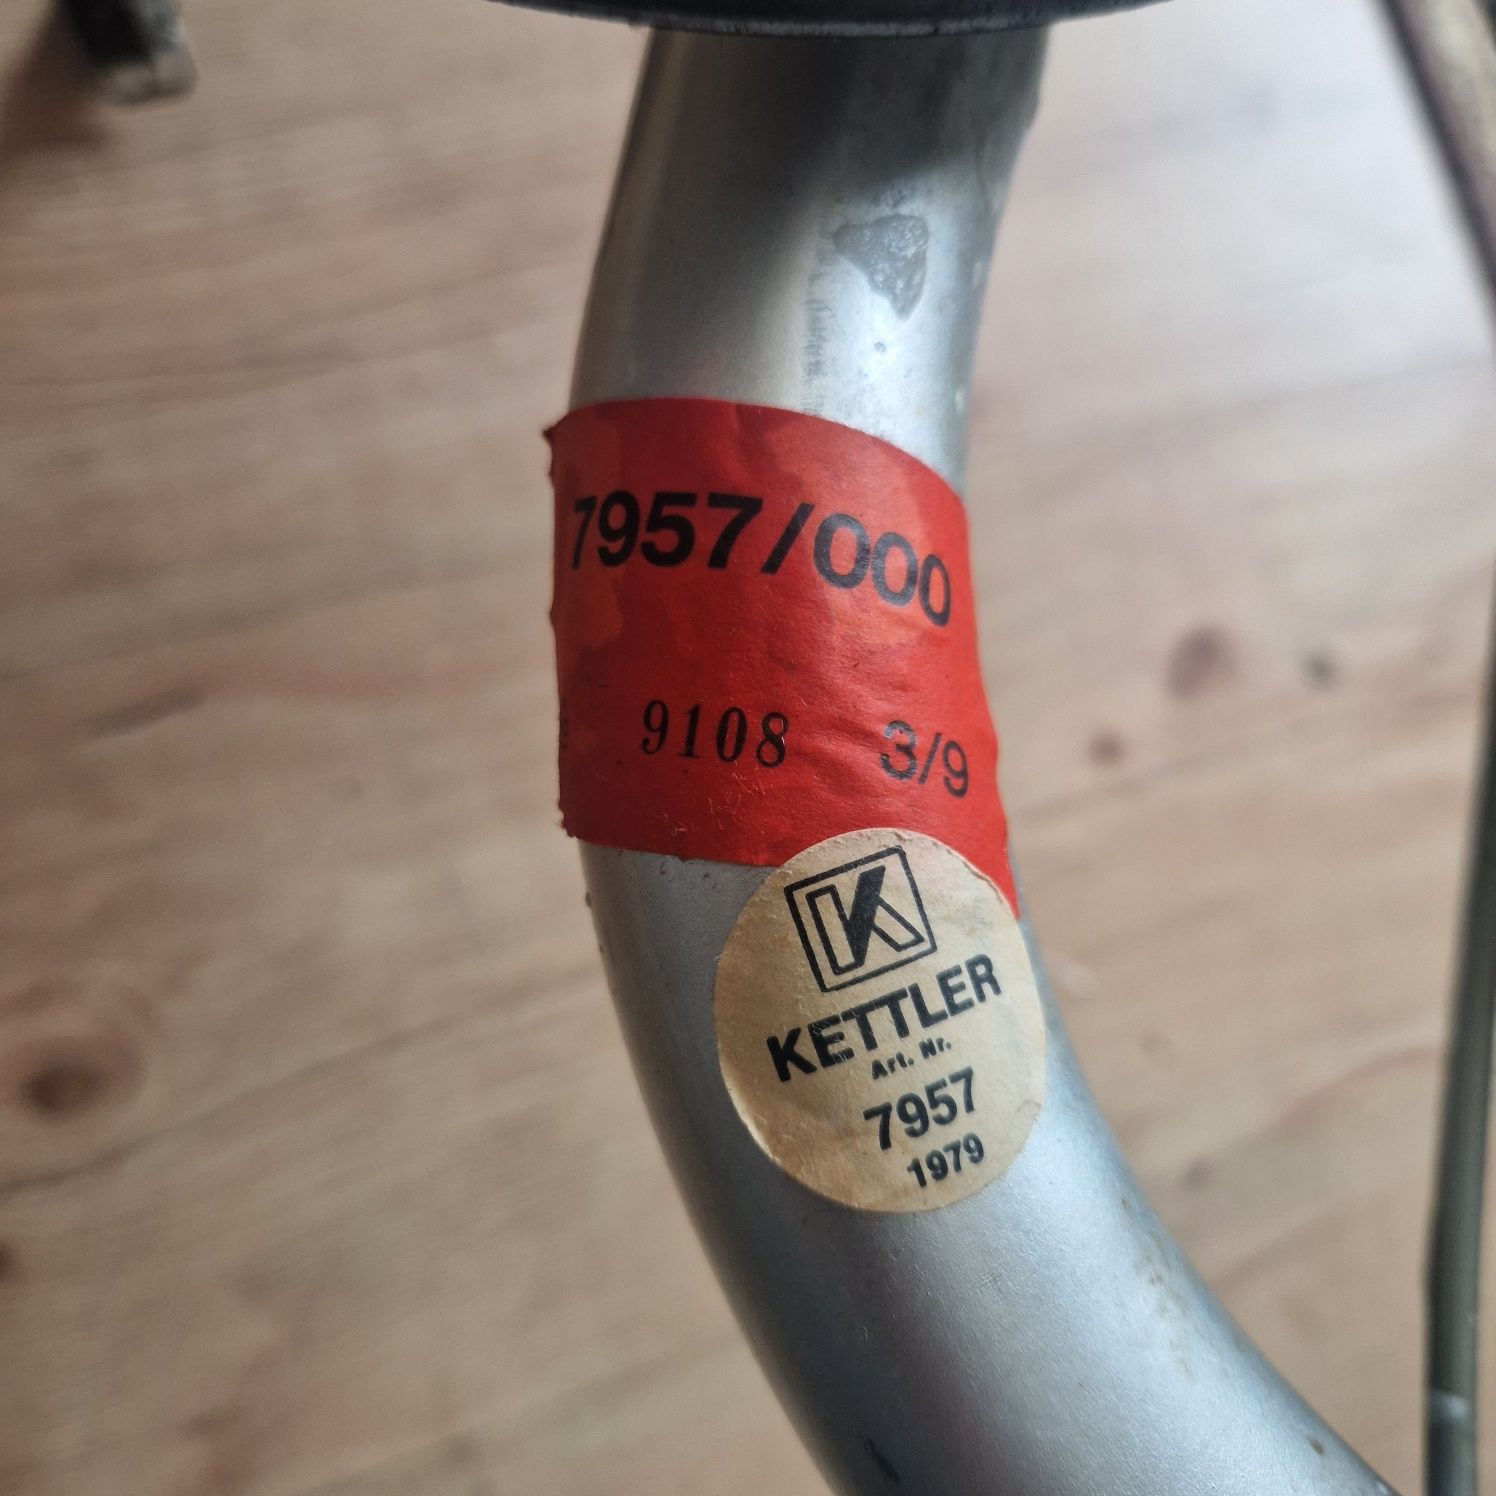 7957/000
9108 3/9
K
KETTLER
Art. Nr.
7957
1979